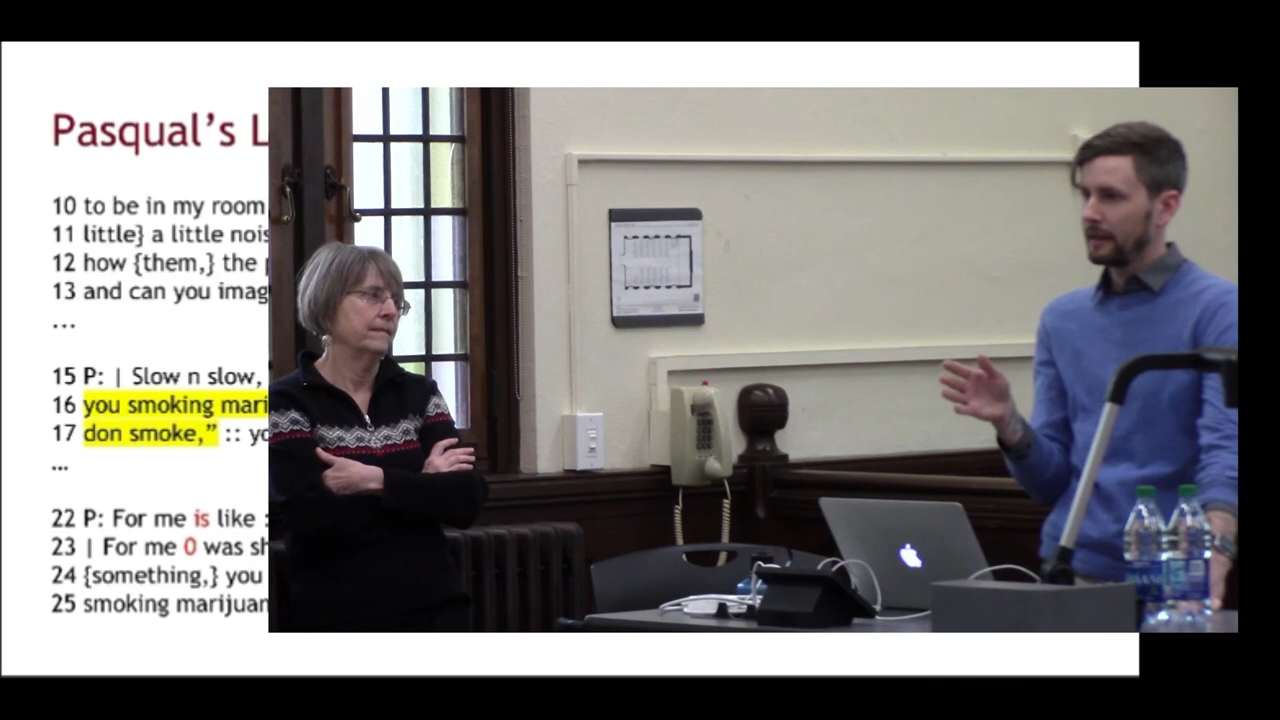 Pasqual's L
10 to be in my room
11 little} a little nois
12 how {them,} the p
13 and can you imag
...
15 P: | Slow n slow,
16 you smoking mari
17 don smoke,” :: yo
...
22 P: For me is like :
23 | For me 0 was sh
24 {something,} you
25 smoking marijuan